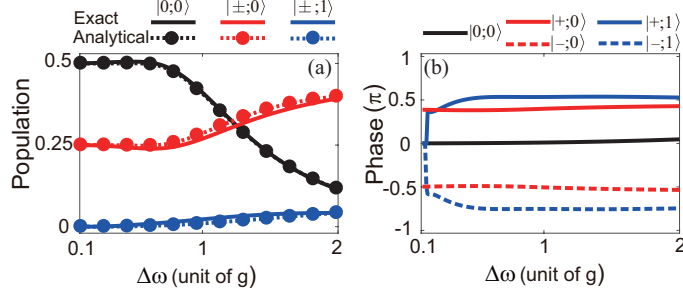 |0;0⟩ |±;0⟩ |±;1⟩
Exact
Analytical
(a)
0.5
0.25
0
Population
0.1 1 2
Δω (unit of g)
|0;0⟩ |+;0⟩ |+;1⟩
|−;0⟩ |−;1⟩
(b)
1
0.5
0
-0.5
-1
Phase (π)
0.1 1 2
Δω (unit of g)